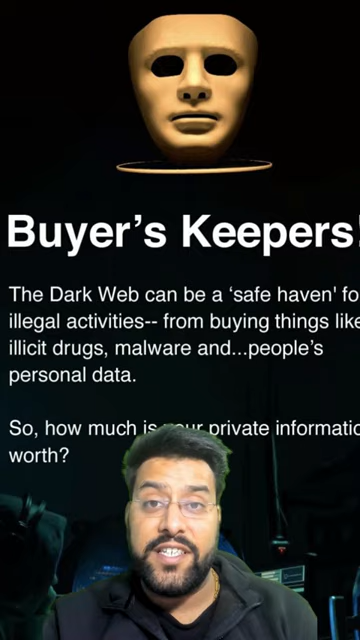 Buyer's Keepers:
The Dark Web can be a 'safe haven' fo
illegal activities-- from buying things like
illicit drugs, malware and...people's
personal data.
So, how much is your private informatio
worth?